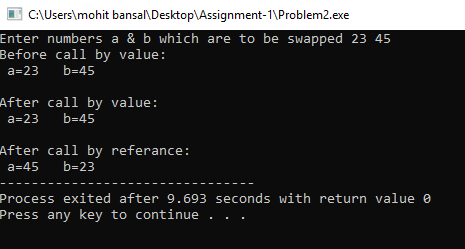 C:\Users\mohit bansal\Desktop\Assignment-1\Problem2.exe
Enter numbers a & b which are to be swapped 23 45
Before call by value:
 a=23   b=45
After call by value:
 a=23   b=45
After call by referance:
 a=45   b=23
--------------------------------
Process exited after 9.693 seconds with return value 0
Press any key to continue . . .